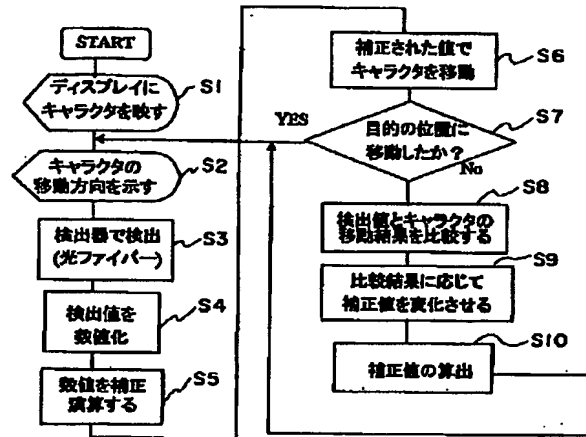 START
ディスプレイに
キャラクタを映す
S1
キャラクタの
移動方向を示す
S2
検出器で検出
(光ファイバー)
S3
検出値を
数値化
S4
数値を補正
演算する
S5
補正された値で
キャラクタを移動
S6
目的の位置に
移動したか?
S7
YES
No
検出値とキャラクタの
移動結果を比較する
S8
比較結果に応じて
補正値を変化させる
S9
補正値の算出
S10